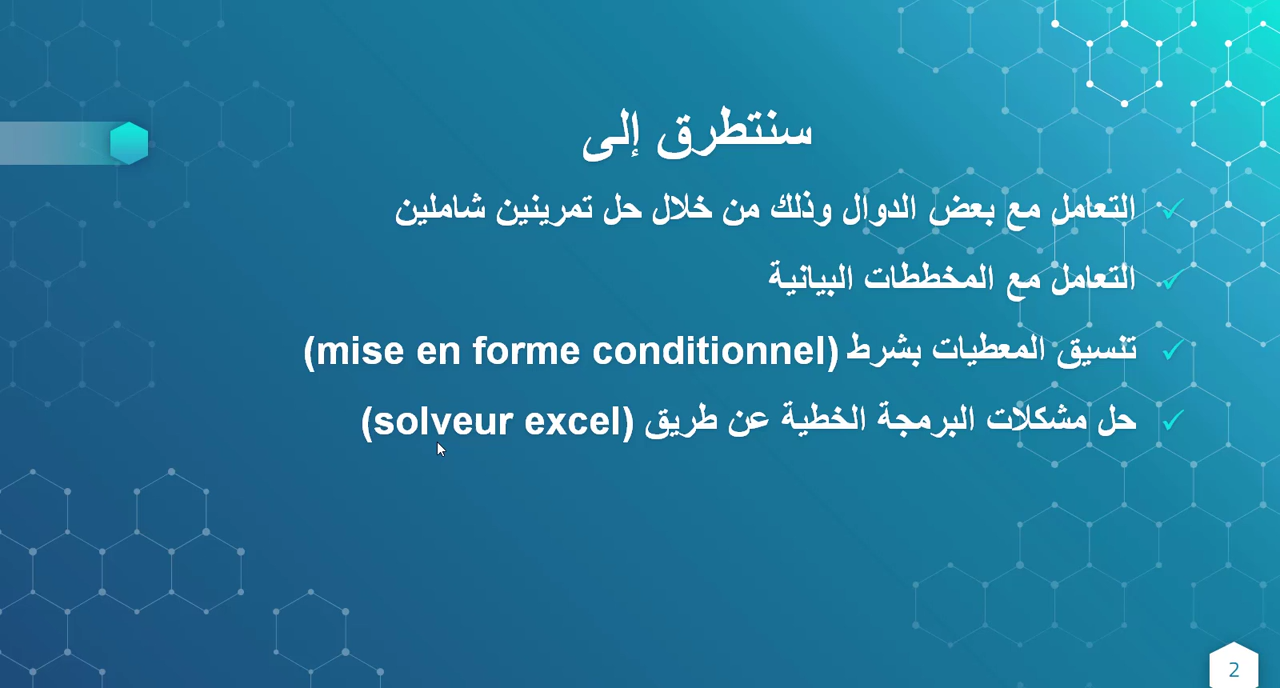 سنتطرق إلى
التعامل مع بعض الدوال وذلك من خلال حل تمرينين شاملين
التعامل مع المخططات البيانية
تنسيق المعطيات بشرط (mise en forme conditionnel)
حل مشكلات البرمجة الخطية عن طريق (solveur excel)
2